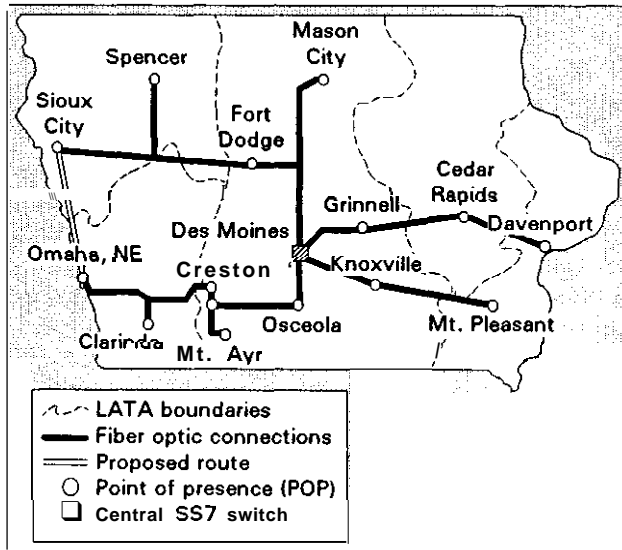 Mason
City
Spencer
Sioux
City
Fort
Dodge
Cedar
Rapids
Grinnell
Davenport
Des Moines
Omaha, NE
Creston
Knoxville
Osceola
Mt. Pleasant
Clarinda
Mt. Ayr
LATA boundaries
Fiber optic connections
Proposed route
Point of presence (POP)
Central SS7 switch